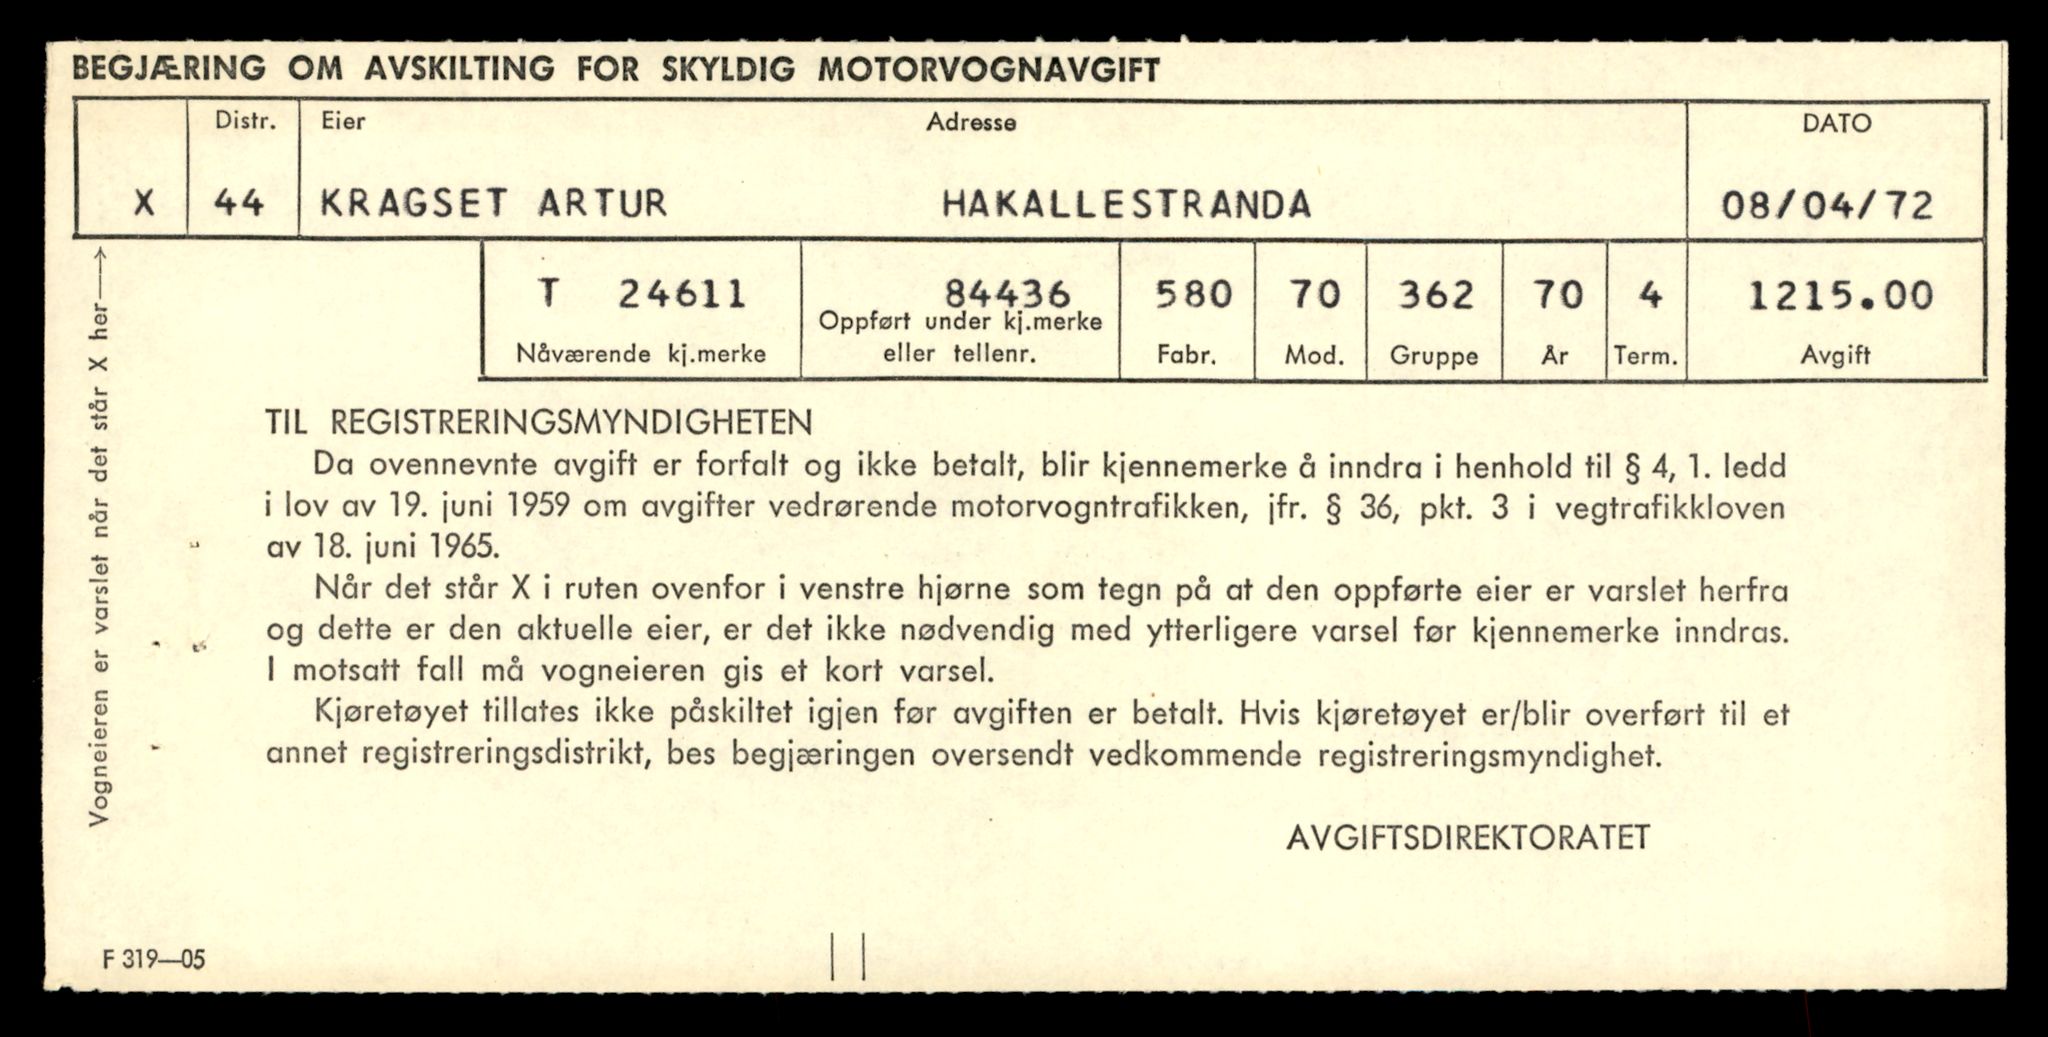 BEGJÆRING OM AVSKILTING FOR SKYLDIG MOTORVOGNAVGIFT
Distr. Eier Adresse DATO
X 44 KRAGSET ARTUR HAKALLESTRANDA 08/04/72
T 24611 84436 580 70 362 70 4 1215.00
Oppført under kj.merke
Nåværende kj.merke eller tellenr. Fabr. Mod. Gruppe År Term. Avgift
Vogneieren er varslet når det står X her→
TIL REGISTRERINGSMYNDIGHETEN
Da ovennevnte avgift er forfalt og ikke betalt, blir kjennemerke å inndra i henhold til § 4, 1. ledd
i lov av 19. juni 1959 om avgifter vedrørende motorvogntrafikken, jfr. § 36, pkt. 3 i vegtrafikkloven
av 18. juni 1965.
Når det står X i ruten ovenfor i venstre hjørne som tegn på at den oppførte eier er varslet herfra
og dette er den aktuelle eier, er det ikke nødvendig med ytterligere varsel før kjennemerke inndras.
I motsatt fall må vogneieren gis et kort varsel.
Kjøretøyet tillates ikke påskiltet igjen før avgiften er betalt. Hvis kjøretøyet er/blir overført til et
annet registreringsdistrikt, bes begjæringen oversendt vedkommende registreringsmyndighet.
AVGIFTSDIREKTORATET
F 319—05